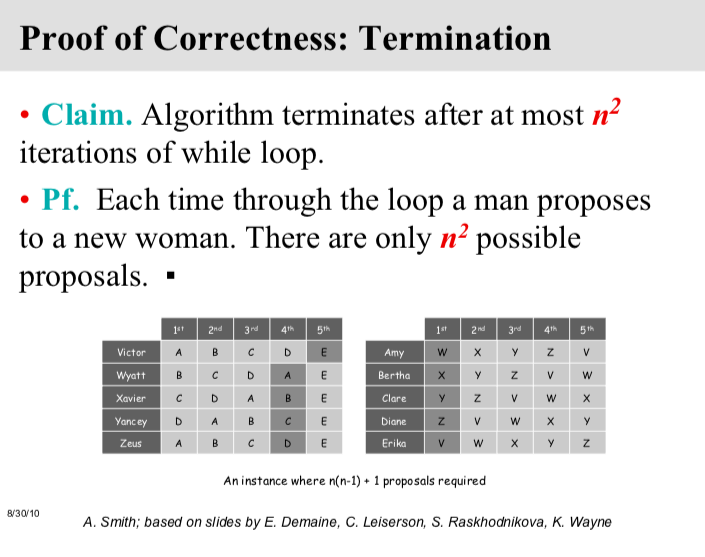 Proof of Correctness: Termination
• Claim. Algorithm terminates after at most n²
iterations of while loop.
• Pf. Each time through the loop a man proposes
to a new woman. There are only n² possible
proposals. ▪
1st 2nd 3rd 4th 5th
Victor A B C D E
Wyatt B C D A E
Xavier C D A B E
Yancey D A B C E
Zeus A B C D E
1st 2nd 3rd 4th 5th
Amy W X Y Z V
Bertha X Y Z V W
Clare Y Z V W X
Diane Z V W X Y
Erika V W X Y Z
An instance where n(n-1) + 1 proposals required
8/30/10
A. Smith; based on slides by E. Demaine, C. Leiserson, S. Raskhodnikova, K. Wayne